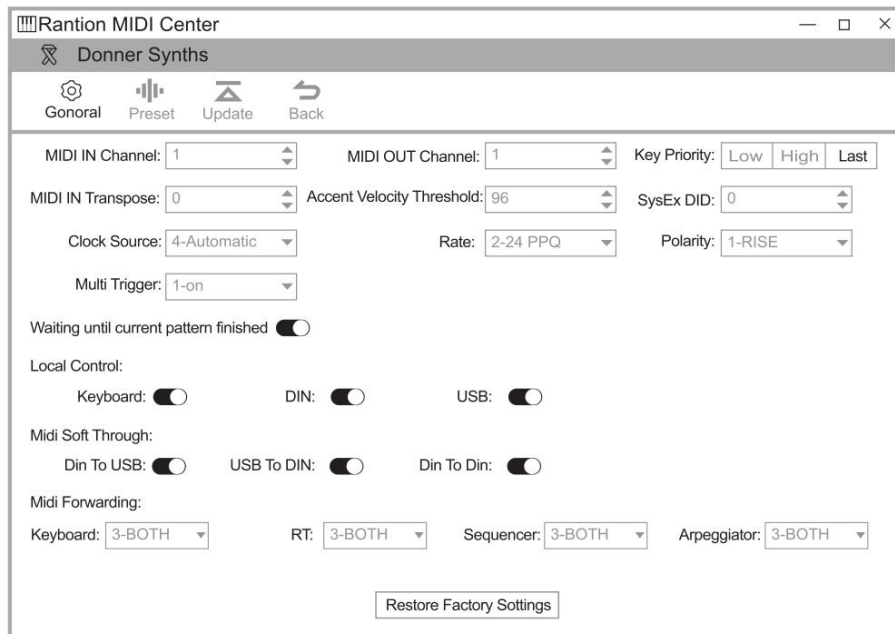 Rantion MIDI Center
Donner Synths
Gonoral Preset Update Back
MIDI IN Channel: 1 MIDI OUT Channel: 1 Key Priority: Low High Last
MIDI IN Transpose: 0 Accent Velocity Threshold: 96 SysEx DID: 0
Clock Source: 4-Automatic Rate: 2-24 PPQ Polarity: 1-RISE
Multi Trigger: 1-on
Waiting until current pattern finished
Local Control:
Keyboard: DIN: USB:
Midi Soft Through:
Din To USB: USB To DIN: Din To Din:
Midi Forwarding:
Keyboard: 3-BOTH RT: 3-BOTH Sequencer: 3-BOTH Arpeggiator: 3-BOTH
Restore Factory Sottings